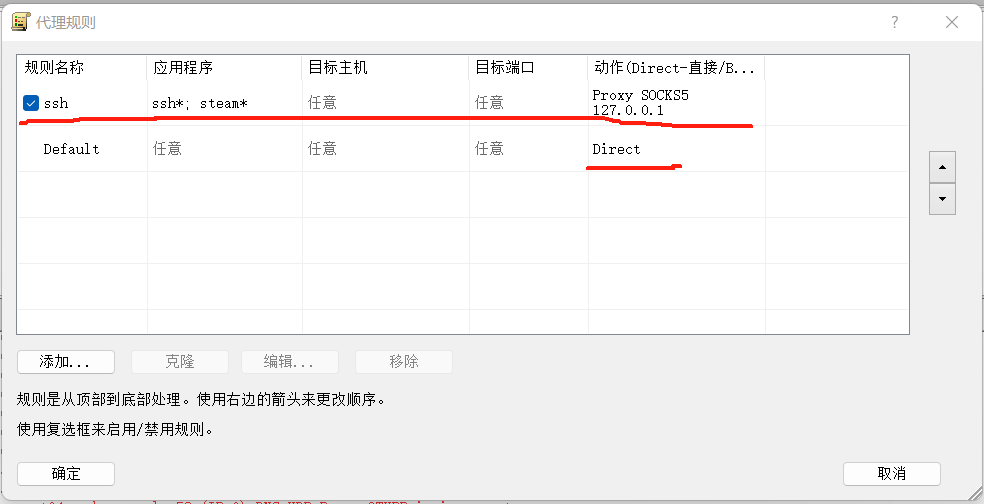 代理规则
规则名称 应用程序 目标主机 目标端口 动作(Direct-直接/B...
ssh ssh*; steam* 任意 任意 Proxy SOCKS5
127.0.0.1
Default 任意 任意 任意 Direct
添加... 克隆 编辑... 移除
规则是从顶部到底部处理。使用右边的箭头来更改顺序。
使用复选框来启用/禁用规则。
确定 取消